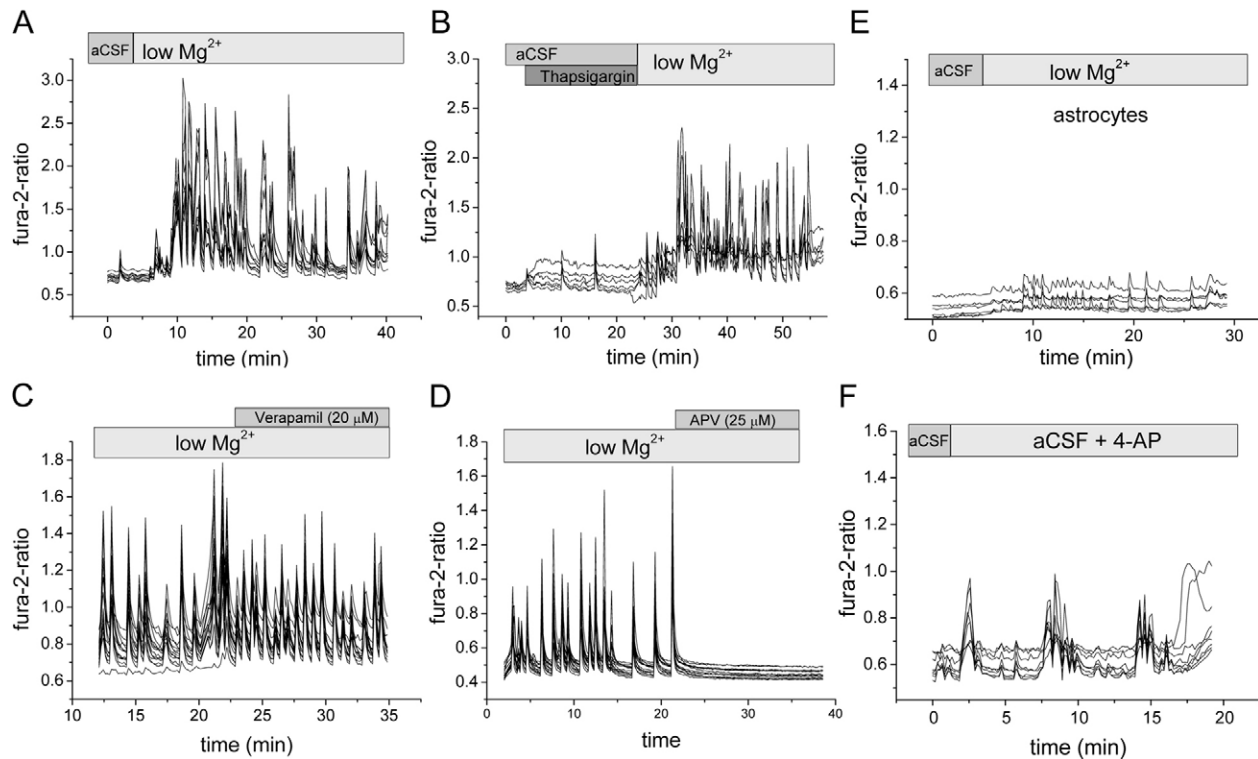 A
aCSF
low Mg2+
fura-2-ratio
3.0
2.5
2.0
1.5
1.0
0.5
0
10
20
30
40
time (min)
B
aCSF
Thapsigargin
low Mg2+
fura-2-ratio
3.0
2.5
2.0
1.5
1.0
0.5
0
10
20
30
40
50
time (min)
E
aCSF
low Mg2+
astrocytes
fura-2-ratio
1.4
1.2
1.0
0.8
0.6
0
10
20
30
time (min)
C
Verapamil (20 μM)
low Mg2+
fura-2-ratio
1.8
1.6
1.4
1.2
1.0
0.8
0.6
10
15
20
25
30
35
time (min)
D
APV (25 μM)
low Mg2+
fura-2-ratio
1.8
1.6
1.4
1.2
1.0
0.8
0.6
0.4
0
10
20
30
40
time
F
aCSF
aCSF + 4-AP
fura-2-ratio
1.6
1.4
1.2
1.0
0.8
0.6
0
5
10
15
20
time (min)